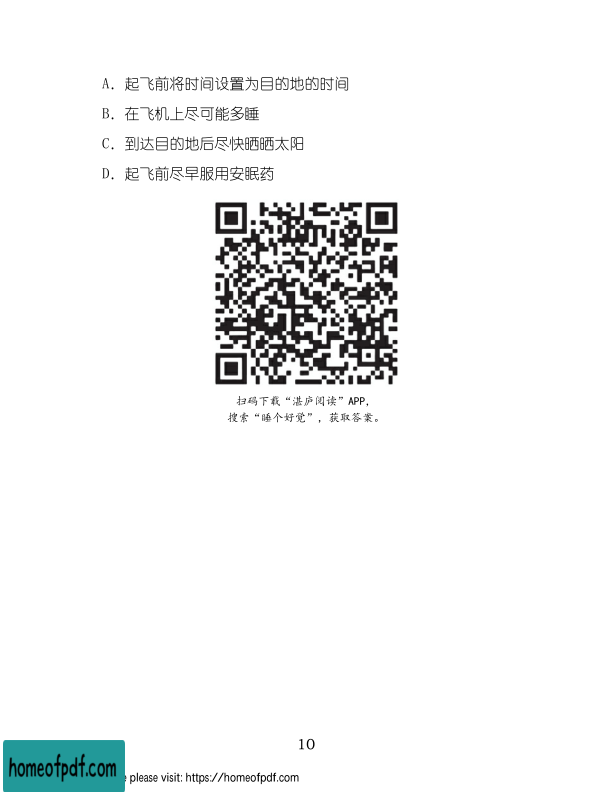 A. 起飞前将时间设置为目的地的时间
B. 在飞机上尽可能多睡
C. 到达目的地后尽快晒晒太阳
D. 起飞前尽早服用安眠药
扫码下载“湛庐阅读”APP,
搜索“睡个好觉”，获取答案。
10
homeofpdf.com
e please visit: https://homeofpdf.com